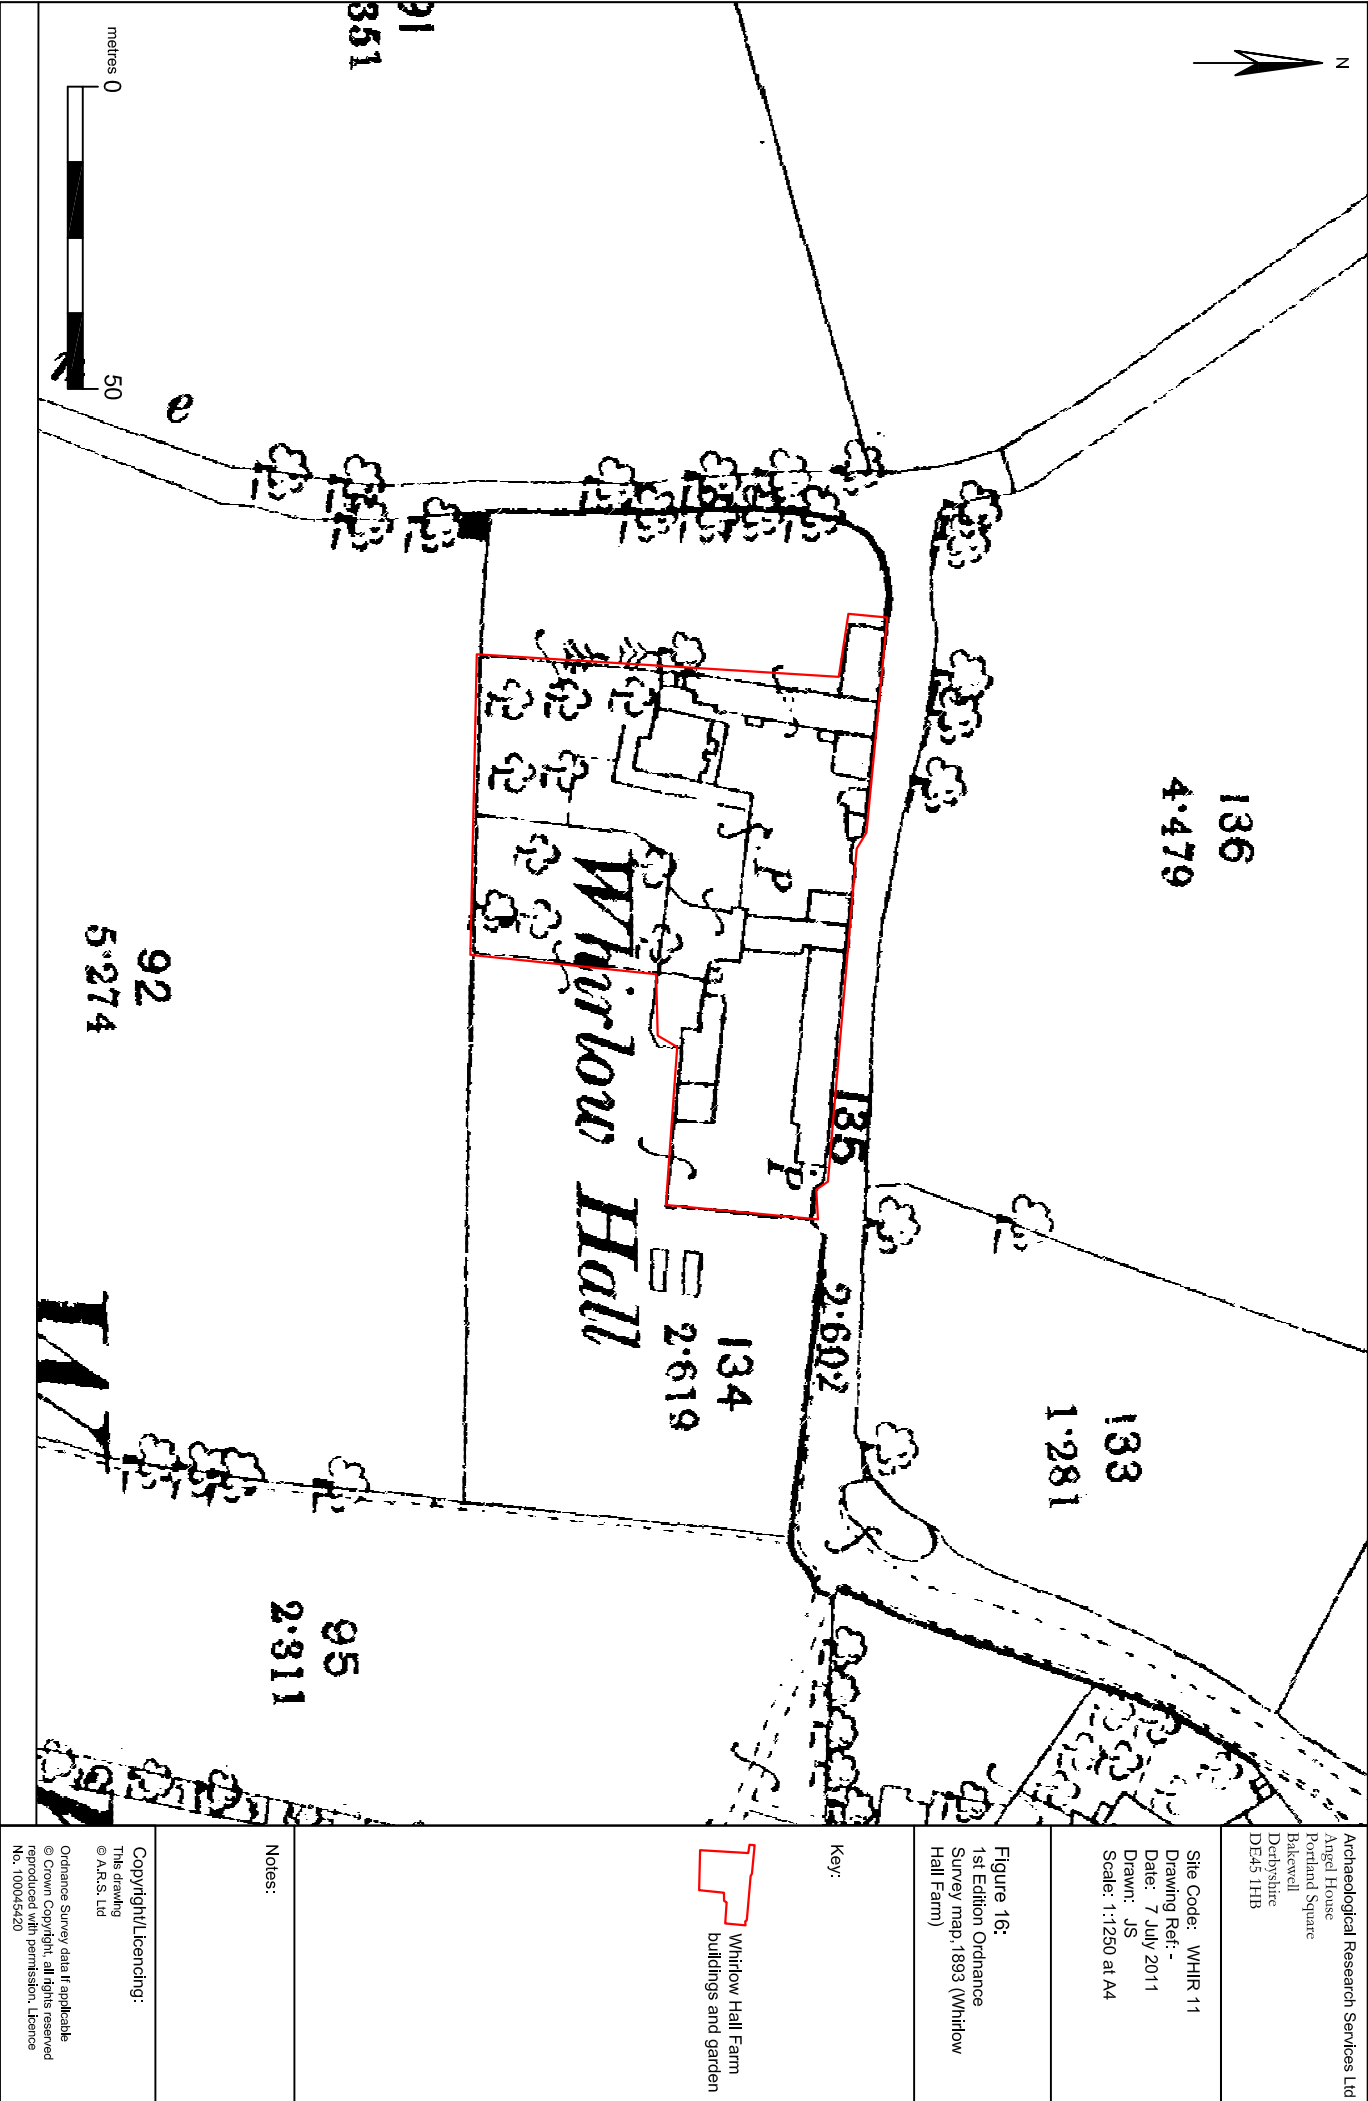 N
91
351
metres 0
50
e
136
4·479
92
5·274
Whirlow Hall
P
P
135
2·602
134
2·619
133
1·281
95
2·311
W
Archaeological Research Services Ltd
Angel House
Portland Square
Bakewell
Derbyshire
DE45 1HB
Site Code: WHIR 11
Drawing Ref: -
Date: 7 July 2011
Drawn: JS
Scale: 1:1250 at A4
Figure 16:
1st Edition Ordnance
Survey map,1893 (Whirlow
Hall Farm)
Key:
Whirlow Hall Farm
buildings and garden
Notes:
Copyright/Licencing:
This drawing
© A.R.S. Ltd
Ordnance Survey data if applicable
© Crown Copyright, all rights reserved
reproduced with permission. Licence
No. 100045420